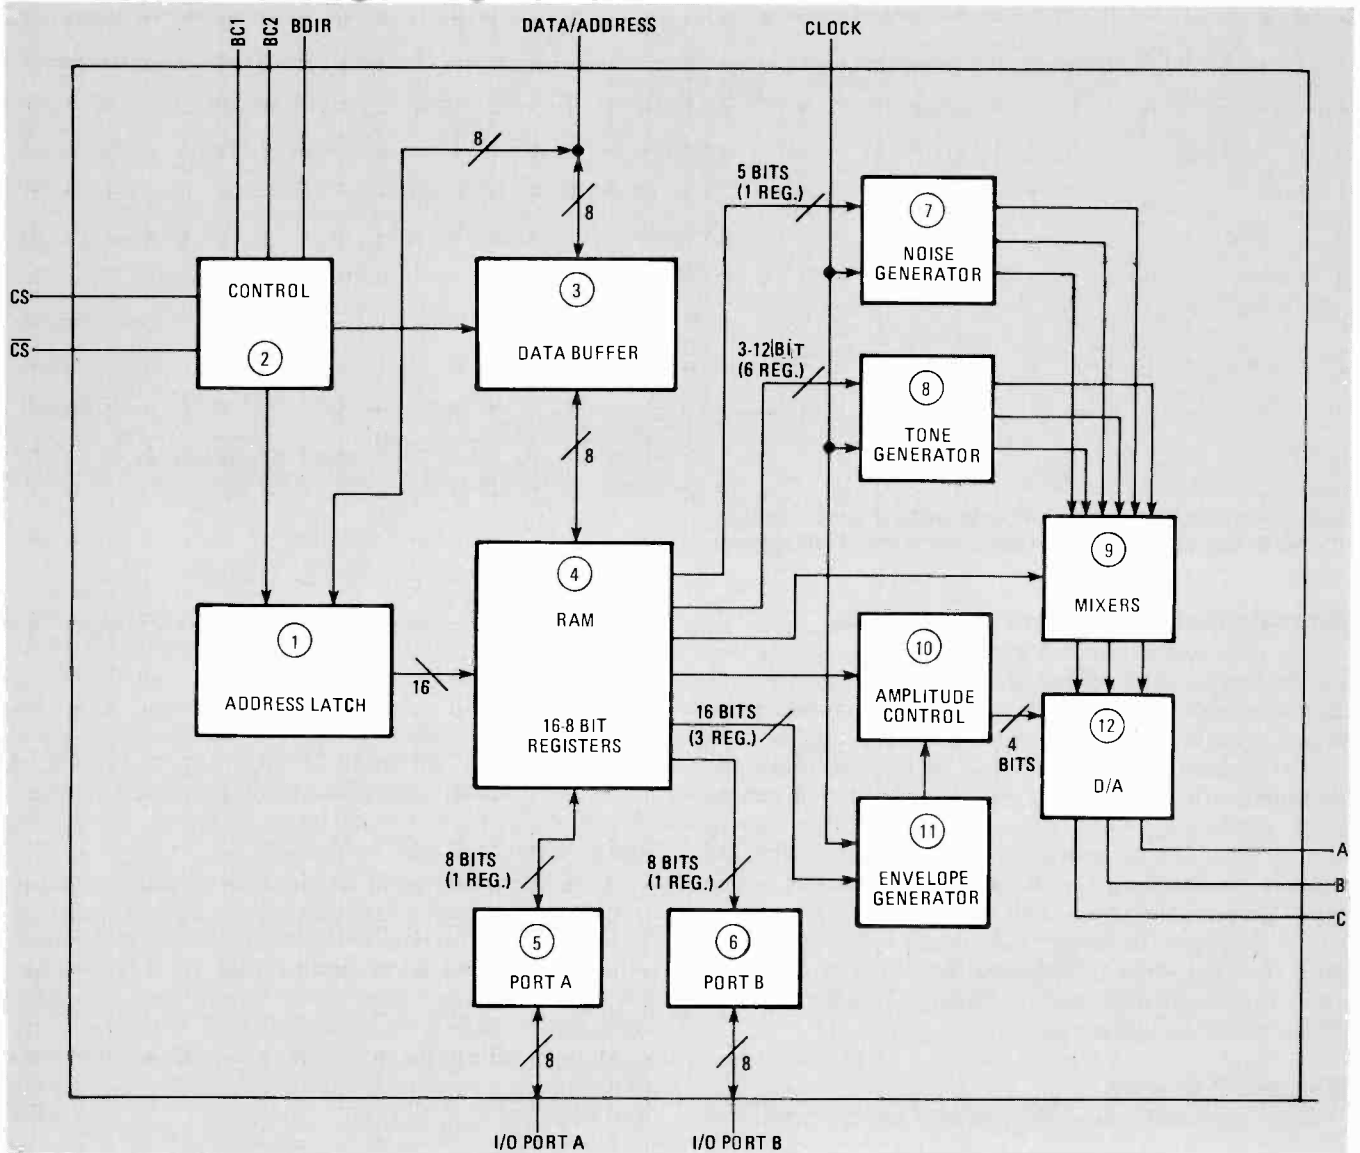 BC1
BC2
BDIR
DATA/ADDRESS
CLOCK
8
8
5 BITS
(1 REG.)
7
NOISE
GENERATOR
CS
CS
CONTROL
2
3
DATA BUFFER
3-12 BIT
(6 REG.)
8
TONE
GENERATOR
8
9
MIXERS
1
ADDRESS LATCH
16
4
RAM
16-8 BIT
REGISTERS
10
AMPLITUDE
CONTROL
16 BITS
(3 REG.)
4
BITS
12
D/A
11
ENVELOPE
GENERATOR
A
B
C
8 BITS
(1 REG.)
8 BITS
(1 REG.)
5
PORT A
6
PORT B
8
8
I/O PORT A
I/O PORT B